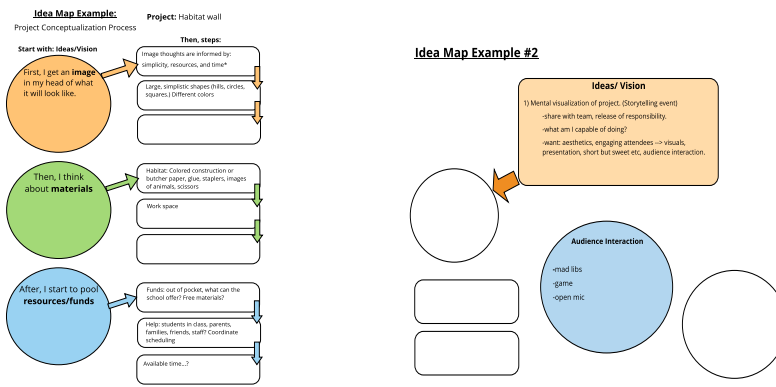 Idea Map Example:
Project: Habitat wall
Project Conceptualization Process
Start with: Ideas/Vision
Then, steps:
First, I get an image
in my head of what
it will look like.
Image thoughts are informed by:
simplicity, resources, and time*
Large, simplistic shapes (hills, circles,
squares.) Different colors
Then, I think
about materials
Habitat: Colored construction or
butcher paper, glue, staplers, images
of animals, scissors
Work space
After, I start to pool
resources/funds
Funds: out of pocket, what can the
school offer? Free materials?
Help: students in class, parents,
families, friends, staff? Coordinate
scheduling
Available time...?
Idea Map Example #2
Ideas/ Vision
1) Mental visualization of project. (Storytelling event)
-share with team, release of responsibility.
-what am I capable of doing?
-want: aesthetics, engaging attendees --> visuals,
presentation, short but sweet etc, audience interaction.
Audience Interaction
-mad libs
-game
-open mic